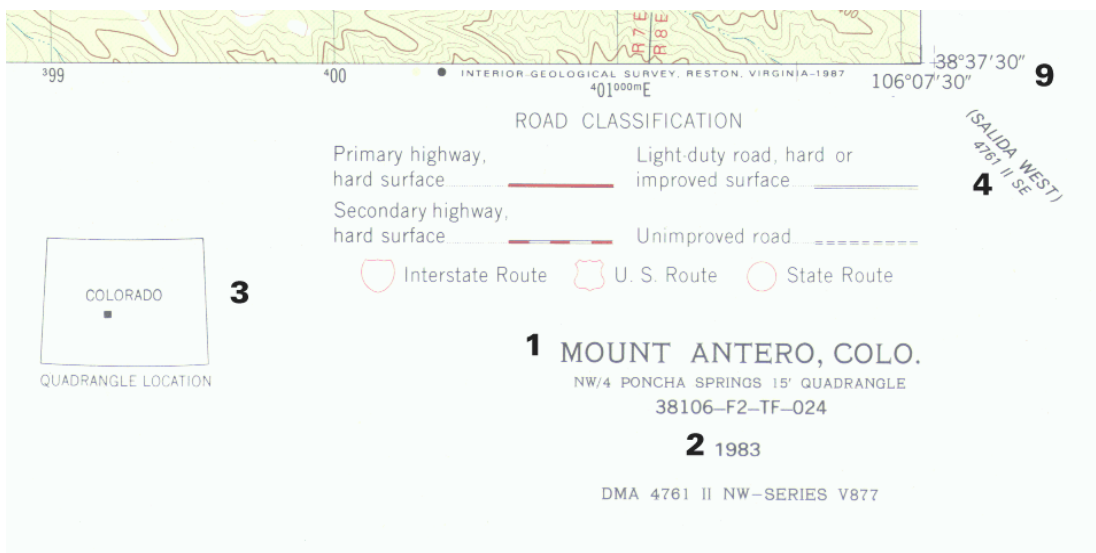 R7E
R8E
399
400
INTERIOR-GEOLOGICAL SURVEY, RESTON, VIRGINIA-1987
401000mE
38°37'30"
106°07'30"
9
ROAD CLASSIFICATION
Primary highway,
hard surface
Light-duty road, hard or
improved surface
(SALIDA WEST)
4761 II SE
4
Secondary highway,
hard surface
Unimproved road
Interstate Route
U. S. Route
State Route
COLORADO
3
QUADRANGLE LOCATION
1
MOUNT ANTERO, COLO.
NW/4 PONCHA SPRINGS 15' QUADRANGLE
38106-F2-TF-024
2
1983
DMA 4761 II NW-SERIES V877